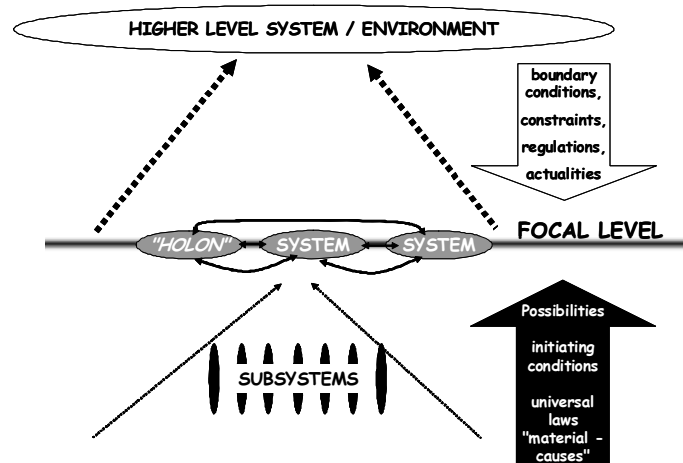 HIGHER LEVEL SYSTEM / ENVIRONMENT
boundary
conditions,
constraints,
regulations,
actualities
FOCAL LEVEL
"HOLON" SYSTEM SYSTEM
Possibilities
initiating
conditions
universal
laws
"material -
causes"
SUBSYSTEMS